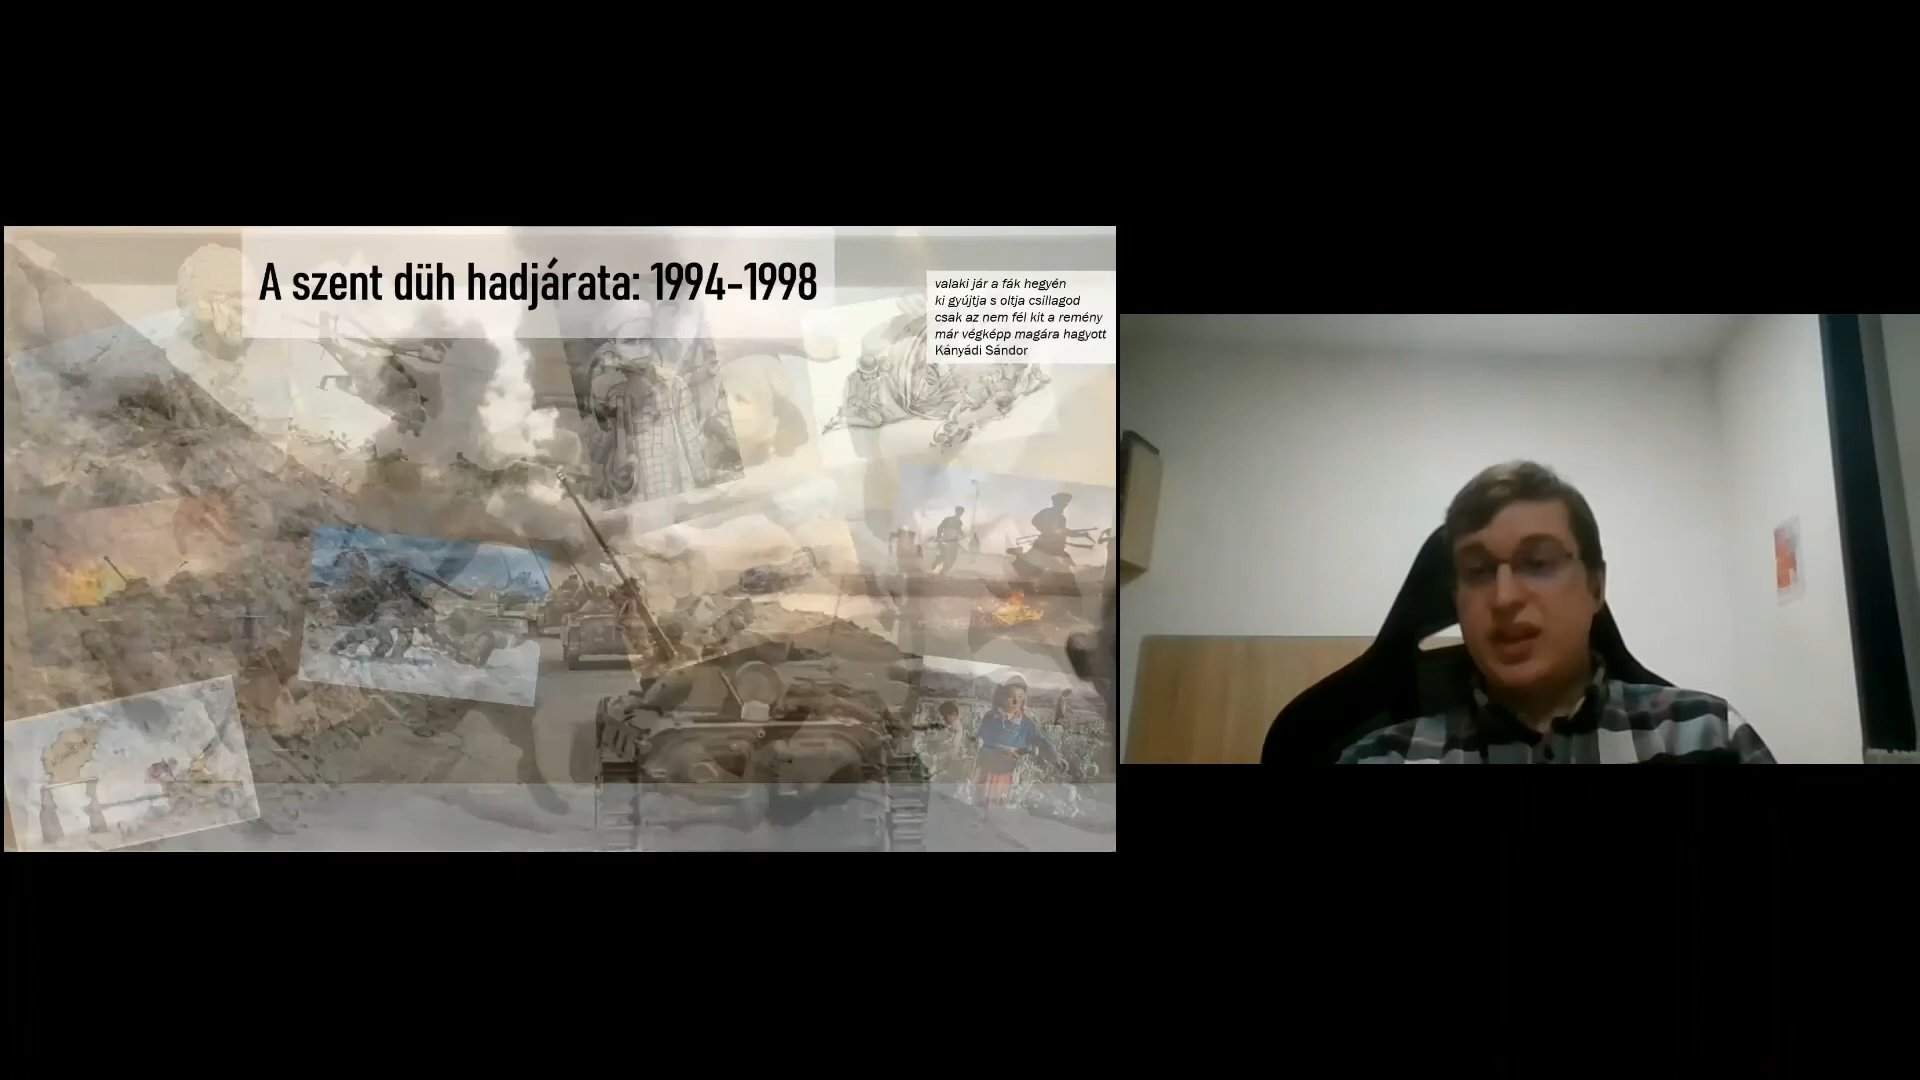 A szent düh hadjárata: 1994-1998
valaki jár a fák hegyén
ki gyújtja s oltja csillagod
csak az nem fél kit a remény
már végképp magára hagyott
Kányádi Sándor